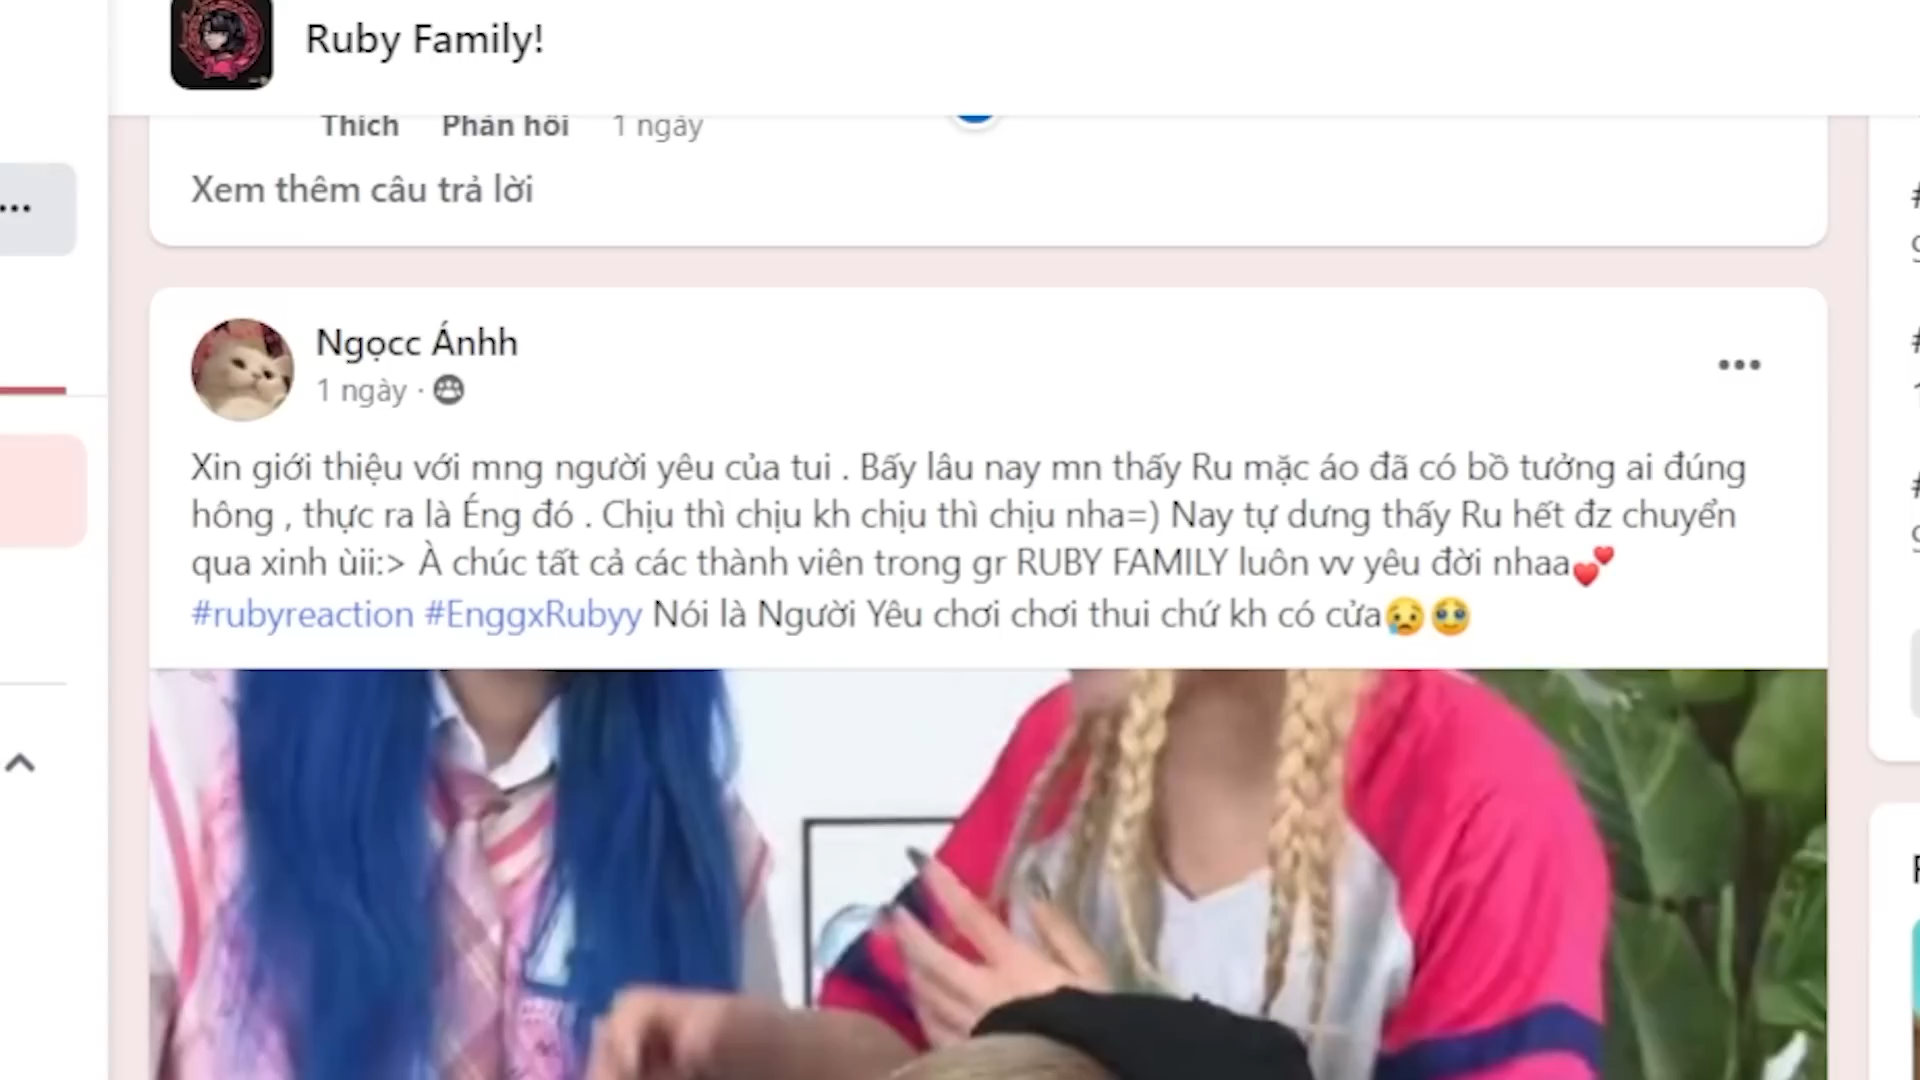 Ruby Family!
Thích Phản hồi 1 ngày
Xem thêm câu trả lời
Ngọcc Ánhh
1 ngày ·
Xin giới thiệu với mng người yêu của tui . Bấy lâu nay mn thấy Ru mặc áo đã có bồ tưởng ai đúng
hông , thực ra là Éng đó . Chịu thì chịu kh chịu thì chịu nha=) Nay tự dưng thấy Ru hết đz chuyển
qua xinh ùii:> À chúc tất cả các thành viên trong gr RUBY FAMILY luôn vv yêu đời nhaa💕
#rubyreaction #EnggxRubyy Nói là Người Yêu chơi chơi thui chứ kh có cửa😢🥹